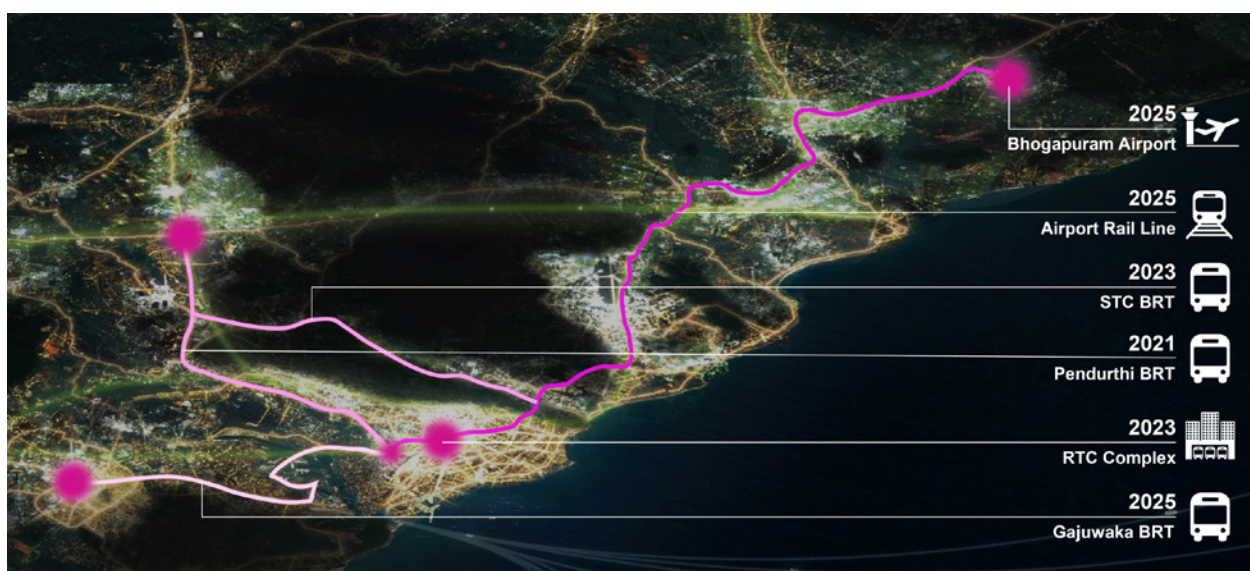 2025
Bhogapuram Airport
2025
Airport Rail Line
2023
STC BRT
2021
Pendurthi BRT
2023
RTC Complex
2025
Gajuwaka BRT